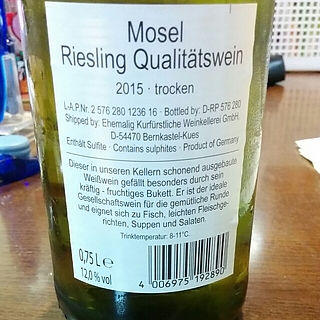 Mosel
Riesling Qualitätswein
2015 · trocken
L-A.P.Nr. 2 576 280 1236 16 · Bottled by: D-RP 576 280
Shipped by: Ehemalig Kurfürstliche Weinkellerei GmbH,
D-54470 Bernkastel-Kues
Enthält Sulfite · Contains sulphites · Product of Germany
Dieser in unseren Kellern schonend ausgebaute
Weißwein gefällt besonders durch sein
kräftig - fruchtiges Bukett. Er ist der ideale
Gesellschaftswein für die gemütliche Runde
und eignet sich zu Fisch, leichten Fleischge-
richten, Suppen und Salaten.
Trinktemperatur: 8-11°C.
0,75 L e
12,0 % vol
4 006975 192890